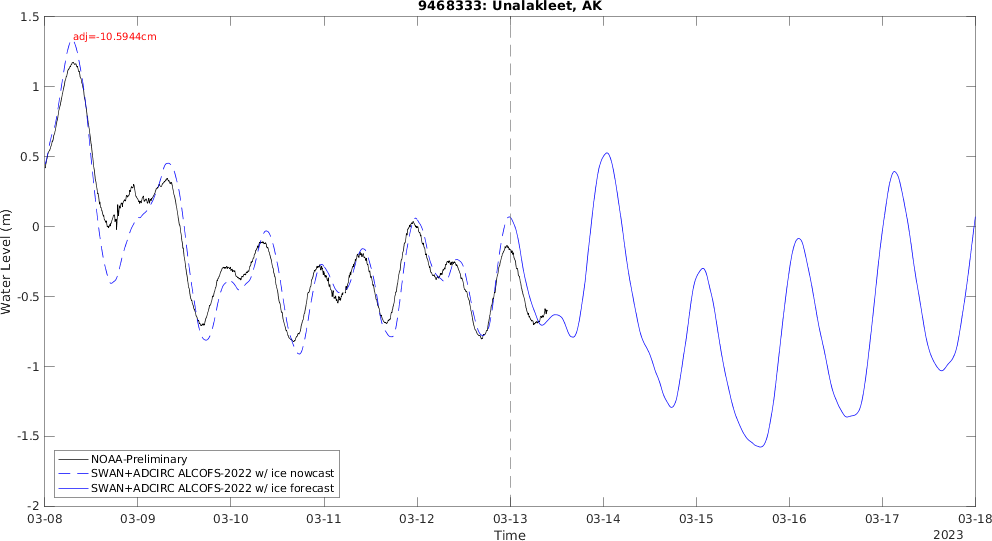 9468333: Unalakleet, AK
adj=-10.5944cm
Water Level (m)
1.5
1
0.5
0
-0.5
-1
-1.5
-2
NOAA-Preliminary
SWAN+ADCIRC ALCOFS-2022 w/ ice nowcast
SWAN+ADCIRC ALCOFS-2022 w/ ice forecast
03-08 03-09 03-10 03-11 03-12 03-13 03-14 03-15 03-16 03-17 03-18
Time
2023